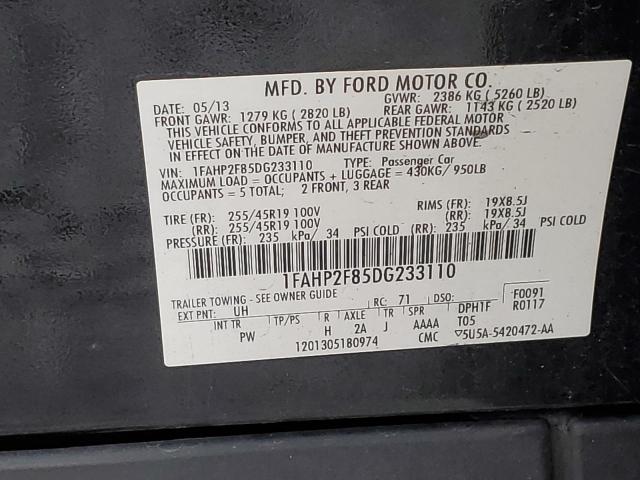 MFD. BY FORD MOTOR CO.
DATE: 05/13 GVWR: 2386 KG ( 5260 LB)
FRONT GAWR: 1279 KG ( 2820 LB) REAR GAWR: 1143 KG ( 2520 LB)
THIS VEHICLE CONFORMS TO ALL APPLICABLE FEDERAL MOTOR
VEHICLE SAFETY, BUMPER, AND THEFT PREVENTION STANDARDS
IN EFFECT ON THE DATE OF MANUFACTURE SHOWN ABOVE.
VIN: 1FAHP2F85DG233110 TYPE: Passenger Car
MAXIMUM LOAD = OCCUPANTS + LUGGAGE = 430KG/ 950LB
OCCUPANTS = 5 TOTAL; 2 FRONT, 3 REAR
TIRE (FR): 255/45R19 100V RIMS (FR): 19X8.5J
(RR): 255/45R19 100V (RR): 19X8.5J
PRESSURE (FR): 235 kPa/ 34 PSI COLD (RR): 235 kPa/ 34 PSI COLD
1FAHP2F85DG233110
TRAILER TOWING - SEE OWNER GUIDE
EXT PNT: UH RC: 71 DSO: F0091
INT TR TP/PS R AXLE TR SPR DPH1F R0117
PW H 2A J AAAA T05
1201305180974 CMC ▽5U5A-5420472-AA